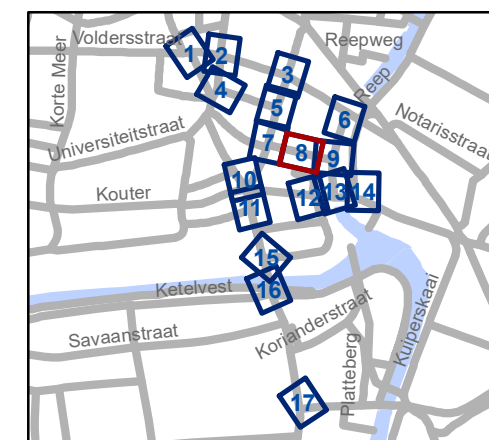 Voldersstraat
Reepweg
Korte Meer
Reep
Notarisstraat
Universiteitstraat
Kouter
Ketelvest
Savaanstraat
Korianderstraat
Platteberg
Kuiperskaai
1
2
3
4
5
6
7
8
9
10
11
12
13
14
15
16
17